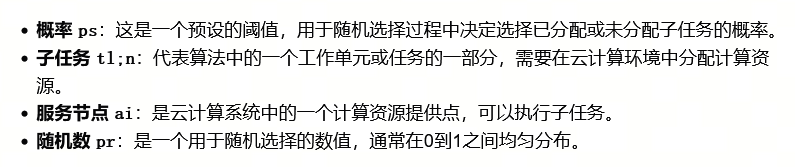 • 概率 ps：这是一个预设的阈值，用于随机选择过程中决定选择已分配或未分配子任务的概率。
• 子任务 tl;n：代表算法中的一个工作单元或任务的一部分，需要在云计算环境中分配计算资
源。
• 服务节点 ai：是云计算系统中的一个计算资源提供点，可以执行子任务。
• 随机数 pr：是一个用于随机选择的数值，通常在0到1之间均匀分布。